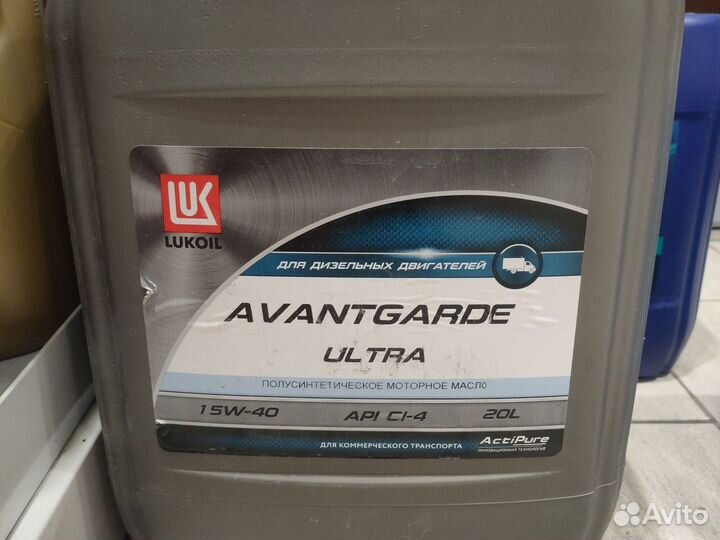 LUK
LUKOIL
ДЛЯ ДИЗЕЛЬНЫХ ДВИГАТЕЛЕЙ
AVANTGARDE
ULTRA
ПОЛУСИНТЕТИЧЕСКОЕ МОТОРНОЕ МАСЛО
15W-40 API CI-4 20L
ДЛЯ КОММЕРЧЕСКОГО ТРАНСПОРТА
ActiPure
ИННОВАЦИОННАЯ ТЕХНОЛОГИЯ
Avito